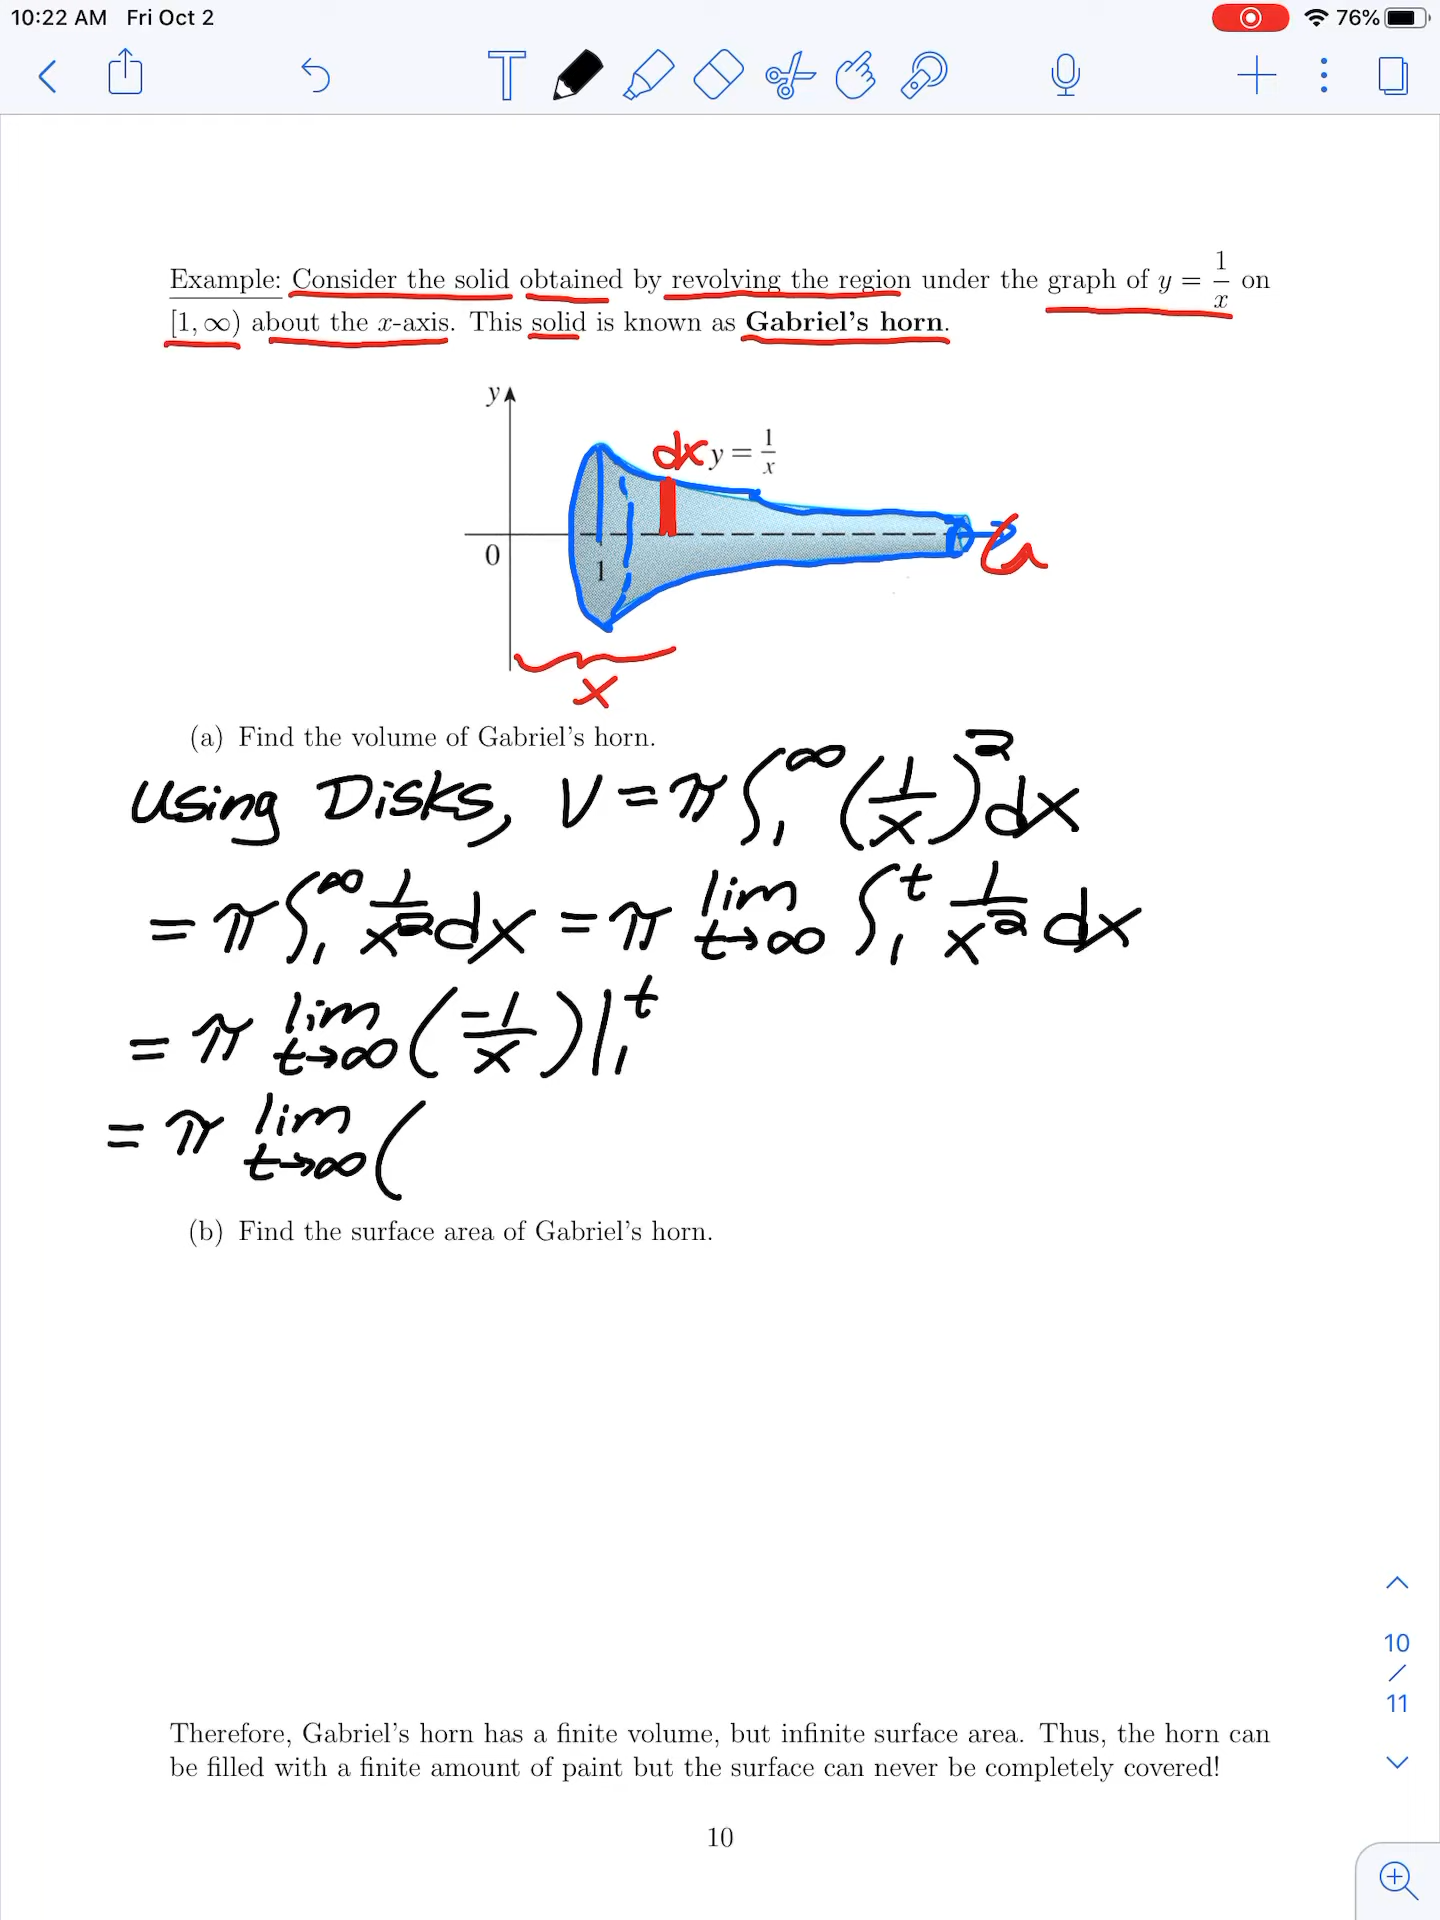 10:22 AM Fri Oct 2 76%
Example: Consider the solid obtained by revolving the region under the graph of y = 1/x on
[1, ∞) about the x-axis. This solid is known as Gabriel's horn.
y
dx y = 1/x
0
1
x
(a) Find the volume of Gabriel's horn.
Using Disks, V = π ∫₁^∞ (1/x)² dx
= π ∫₁^∞ 1/x² dx = π lim t→∞ ∫₁^t 1/x² dx
= π lim t→∞ (-1/x) |₁^t
= π lim t→∞ (
(b) Find the surface area of Gabriel's horn.
10
/
11
Therefore, Gabriel's horn has a finite volume, but infinite surface area. Thus, the horn can
be filled with a finite amount of paint but the surface can never be completely covered!
10